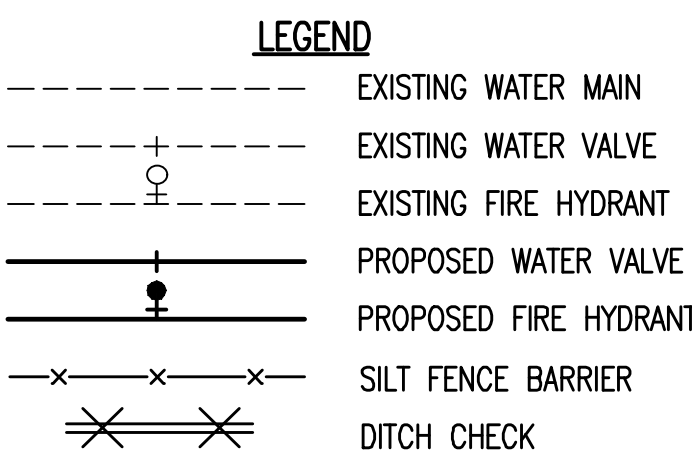 LEGEND
EXISTING WATER MAIN
EXISTING WATER VALVE
EXISTING FIRE HYDRANT
PROPOSED WATER VALVE
PROPOSED FIRE HYDRANT
SILT FENCE BARRIER
DITCH CHECK